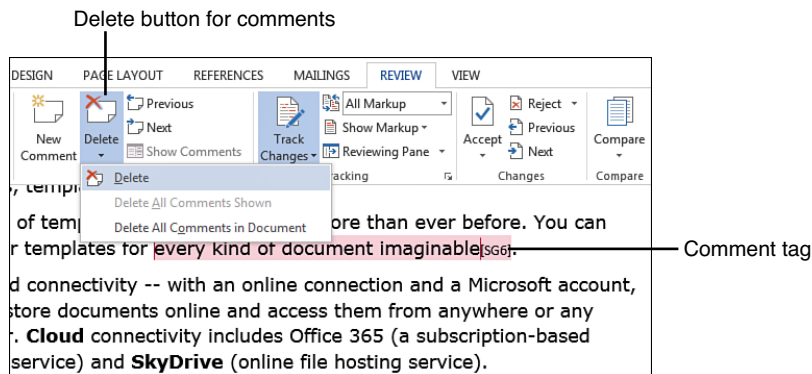 Delete button for comments
DESIGN PAGE LAYOUT REFERENCES MAILINGS REVIEW VIEW
New Comment
Delete
Previous
Next
Show Comments
Track Changes
All Markup
Show Markup
Reviewing Pane
Accept
Reject
Previous
Next
Compare
Tracking Changes Compare
Delete
Delete All Comments Shown
Delete All Comments in Document
s, templ
of temp ore than ever before. You can
r templates for every kind of document imaginable[SG6].
Comment tag
d connectivity -- with an online connection and a Microsoft account,
store documents online and access them from anywhere or any
r. Cloud connectivity includes Office 365 (a subscription-based
service) and SkyDrive (online file hosting service).